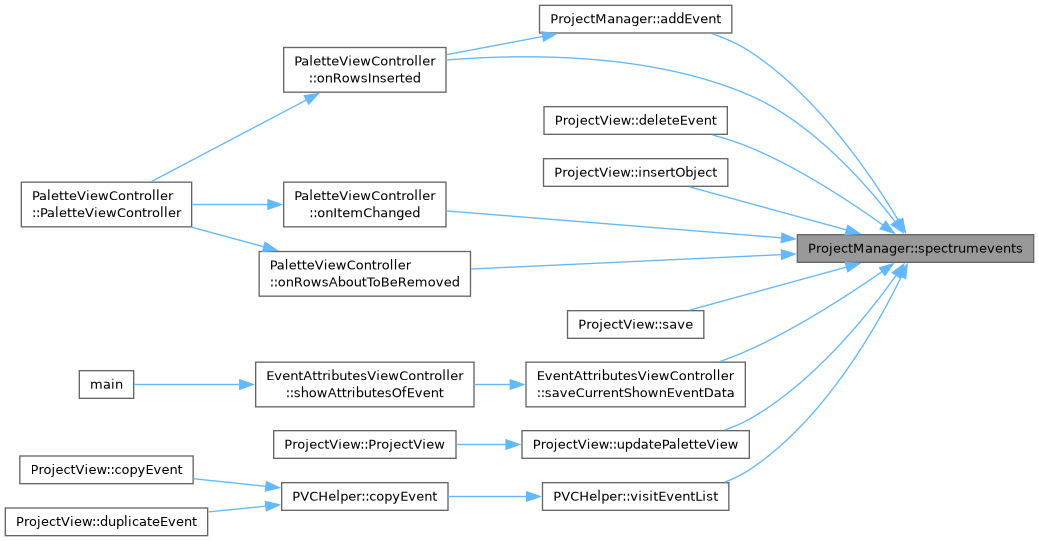 ProjectManager::addEvent
PaletteViewController
::onRowsInserted
ProjectView::deleteEvent
ProjectView::insertObject
PaletteViewController
::PaletteViewController
PaletteViewController
::onItemChanged
ProjectManager::spectrumevents
PaletteViewController
::onRowsAboutToBeRemoved
ProjectView::save
main
EventAttributesViewController
::showAttributesOfEvent
EventAttributesViewController
::saveCurrentShownEventData
ProjectView::ProjectView
ProjectView::updatePaletteView
ProjectView::copyEvent
PVCHelper::copyEvent
PVCHelper::visitEventList
ProjectView::duplicateEvent